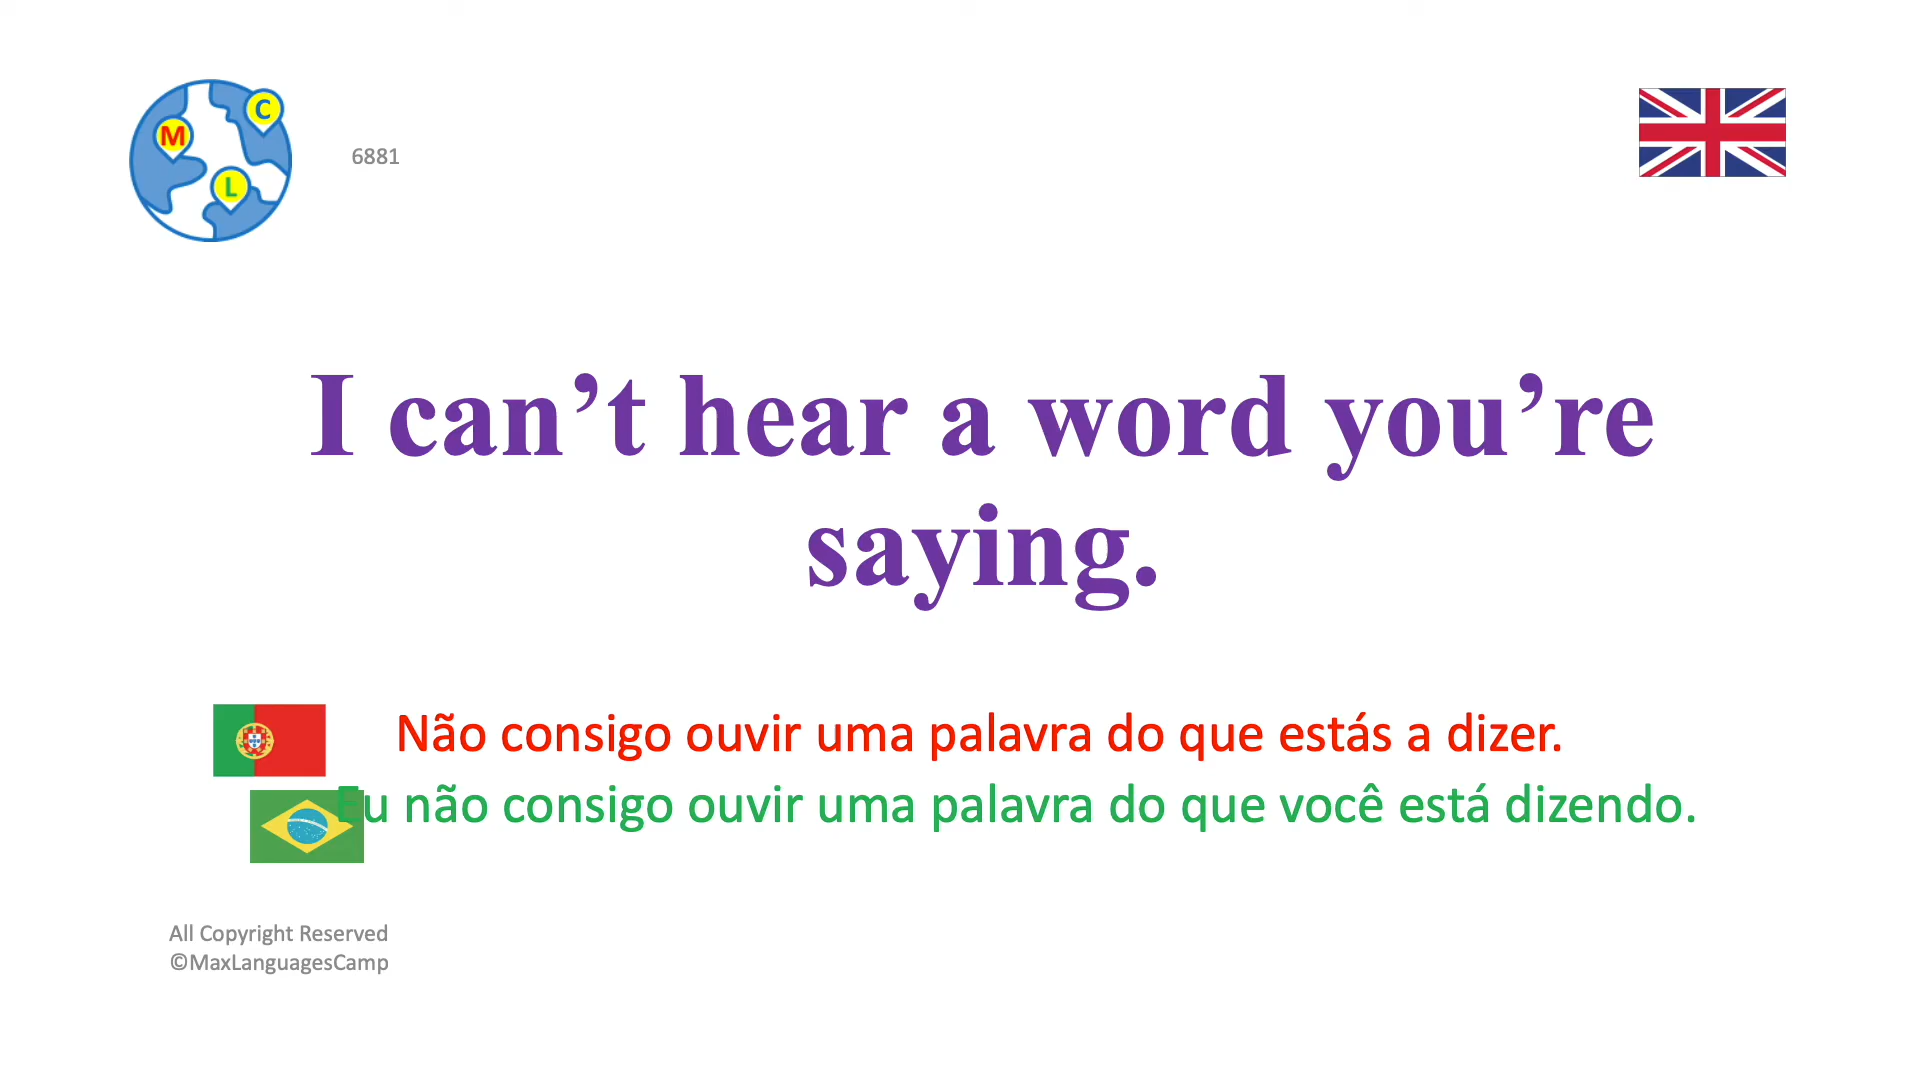 C
M
L
6881
I can’t hear a word you’re
saying.
Não consigo ouvir uma palavra do que estás a dizer.
Eu não consigo ouvir uma palavra do que você está dizendo.
All Copyright Reserved
©MaxLanguagesCamp